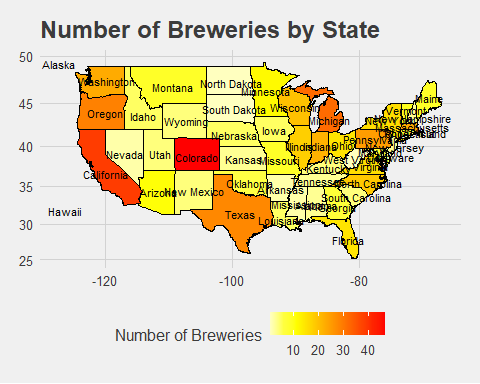 Number of Breweries by State
50
45
40
35
30
25
-120
-100
-80
Alaska
Washington
Montana
North Dakota
Minnesota
Maine
Oregon
Idaho
South Dakota
Wisconsin
Michigan
Vermont
New Hampshire
Wyoming
Nebraska
Iowa
Massachusetts
Nevada
Utah
Colorado
Kansas
Missouri
Indiana
Ohio
Pennsylvania
Jersey
California
West Virginia
Kentucky
Arizona
New Mexico
Oklahoma
Arkansas
Tennessee
North Carolina
South Carolina
Hawaii
Texas
Louisiana
Mississippi
Georgia
Florida
Number of Breweries
10 20 30 40